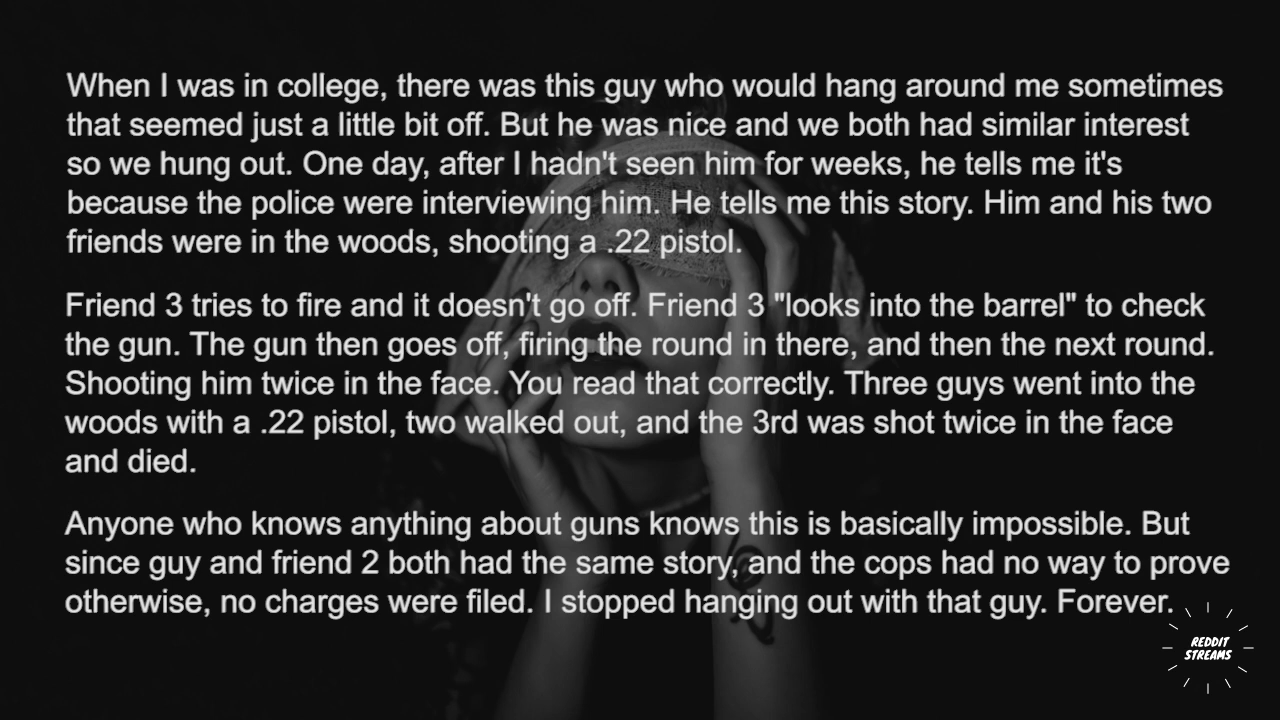 When I was in college, there was this guy who would hang around me sometimes
that seemed just a little bit off. But he was nice and we both had similar interest
so we hung out. One day, after I hadn't seen him for weeks, he tells me it's
because the police were interviewing him. He tells me this story. Him and his two
friends were in the woods, shooting a .22 pistol.
Friend 3 tries to fire and it doesn't go off. Friend 3 "looks into the barrel" to check
the gun. The gun then goes off, firing the round in there, and then the next round.
Shooting him twice in the face. You read that correctly. Three guys went into the
woods with a .22 pistol, two walked out, and the 3rd was shot twice in the face
and died.
Anyone who knows anything about guns knows this is basically impossible. But
since guy and friend 2 both had the same story, and the cops had no way to prove
otherwise, no charges were filed. I stopped hanging out with that guy. Forever.
REDDIT
STREAMS